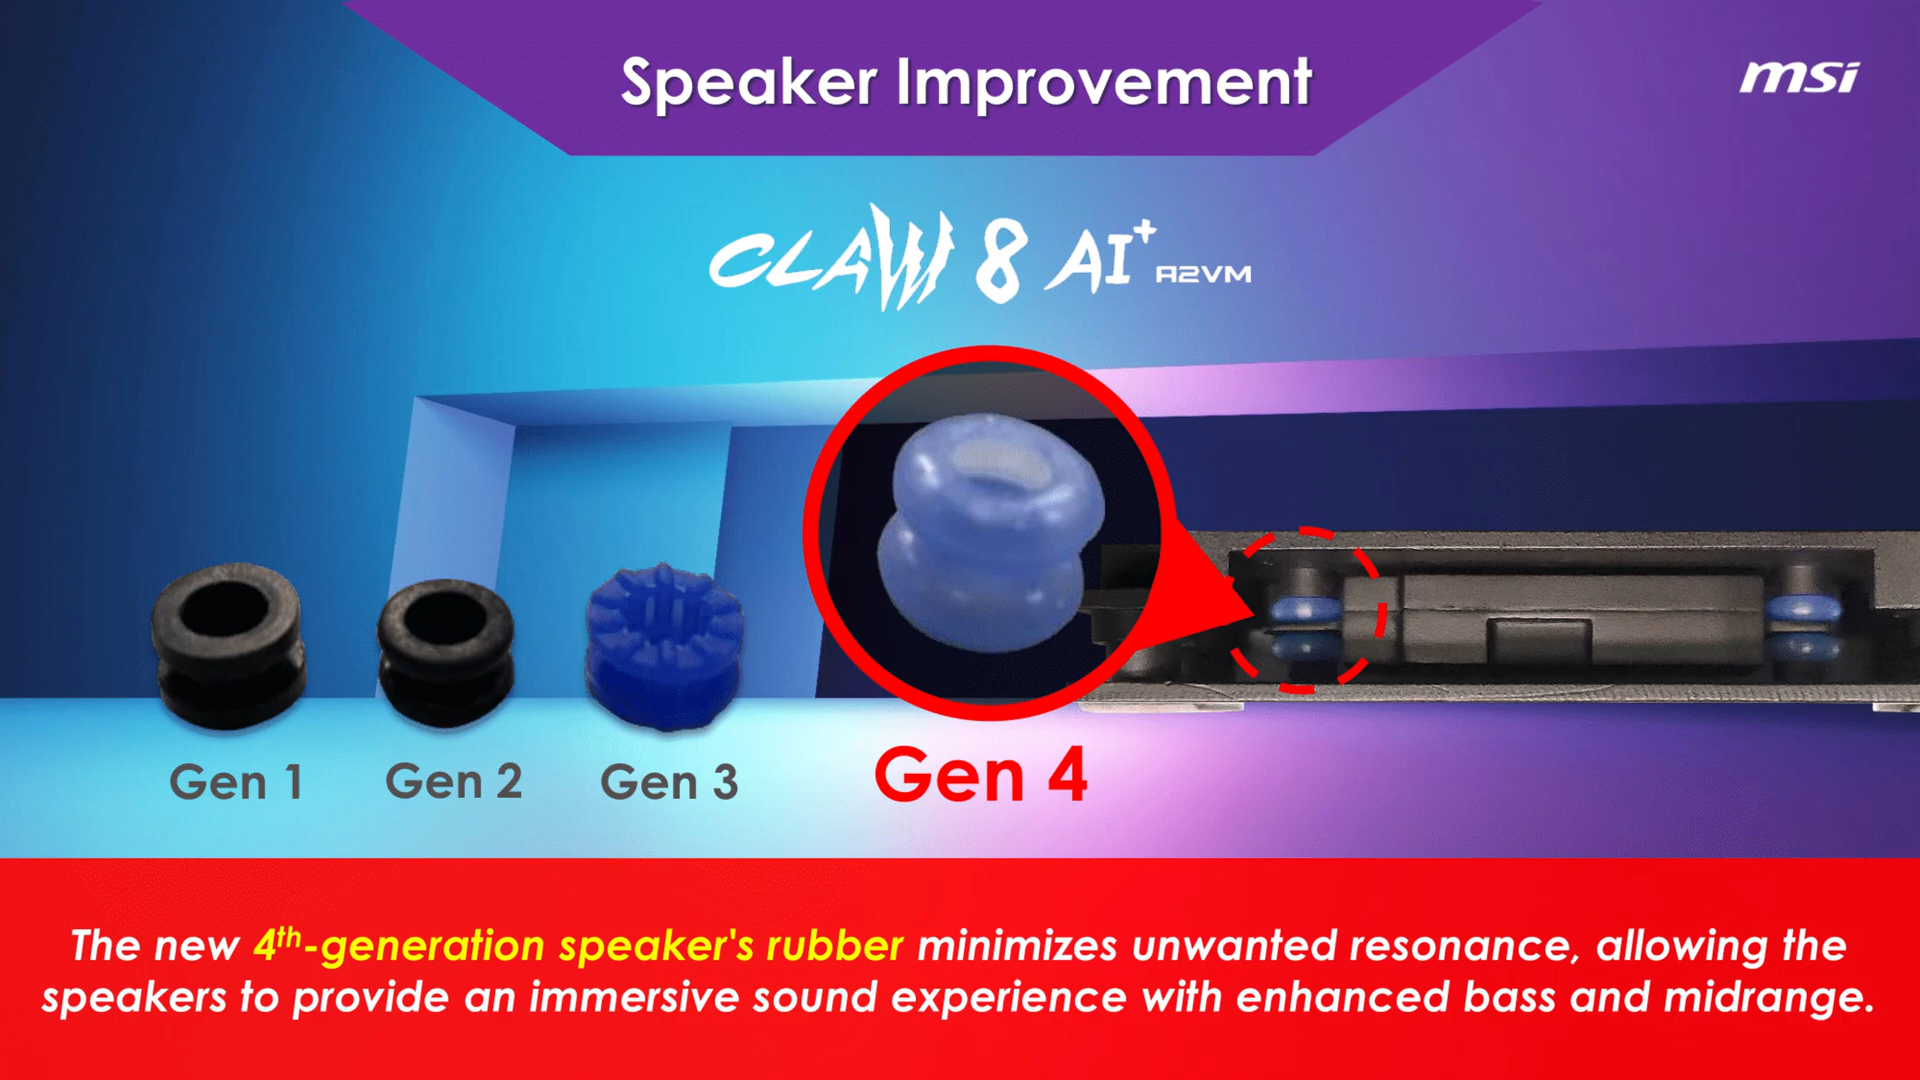 Speaker Improvement
msi
CLAW 8 AI+ A2VM
Gen 1
Gen 2
Gen 3
Gen 4
The new 4th-generation speaker's rubber minimizes unwanted resonance, allowing the
speakers to provide an immersive sound experience with enhanced bass and midrange.